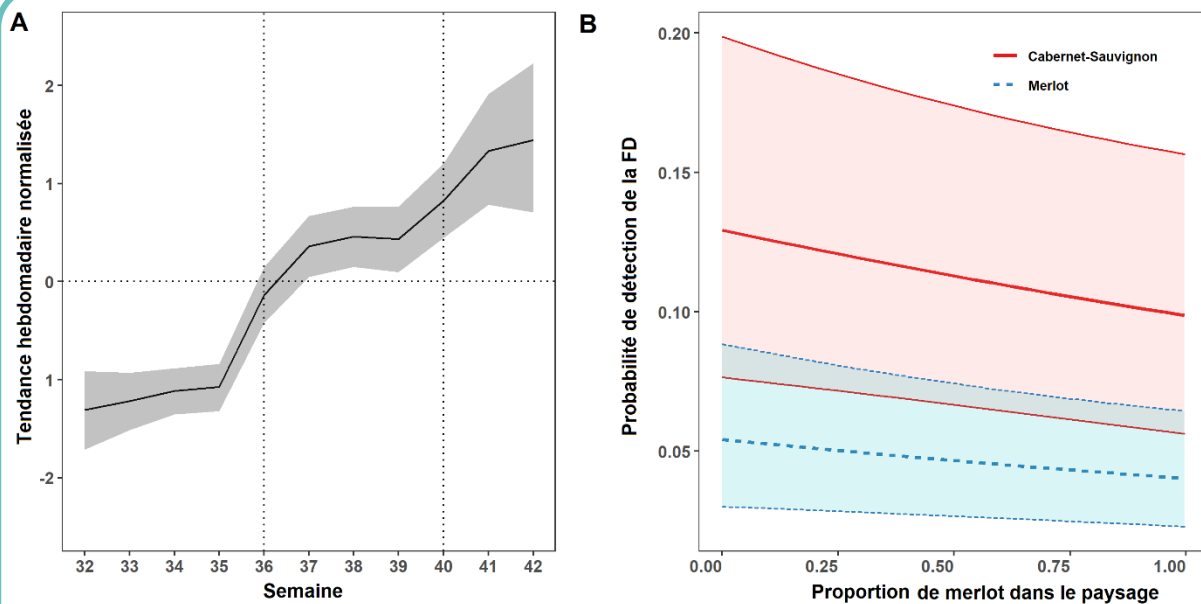 A
Tendance hebdomadaire normalisée
2
1
0
1
-2
32 33 34 35 36 37 38 39 40 41 42
Semaine
B
Probabilité de détection de la FD
0.20
0.15
0.10
0.05
Cabernet-Sauvignon
Merlot
0.00 0.25 0.50 0.75 1.00
Proportion de merlot dans le paysage